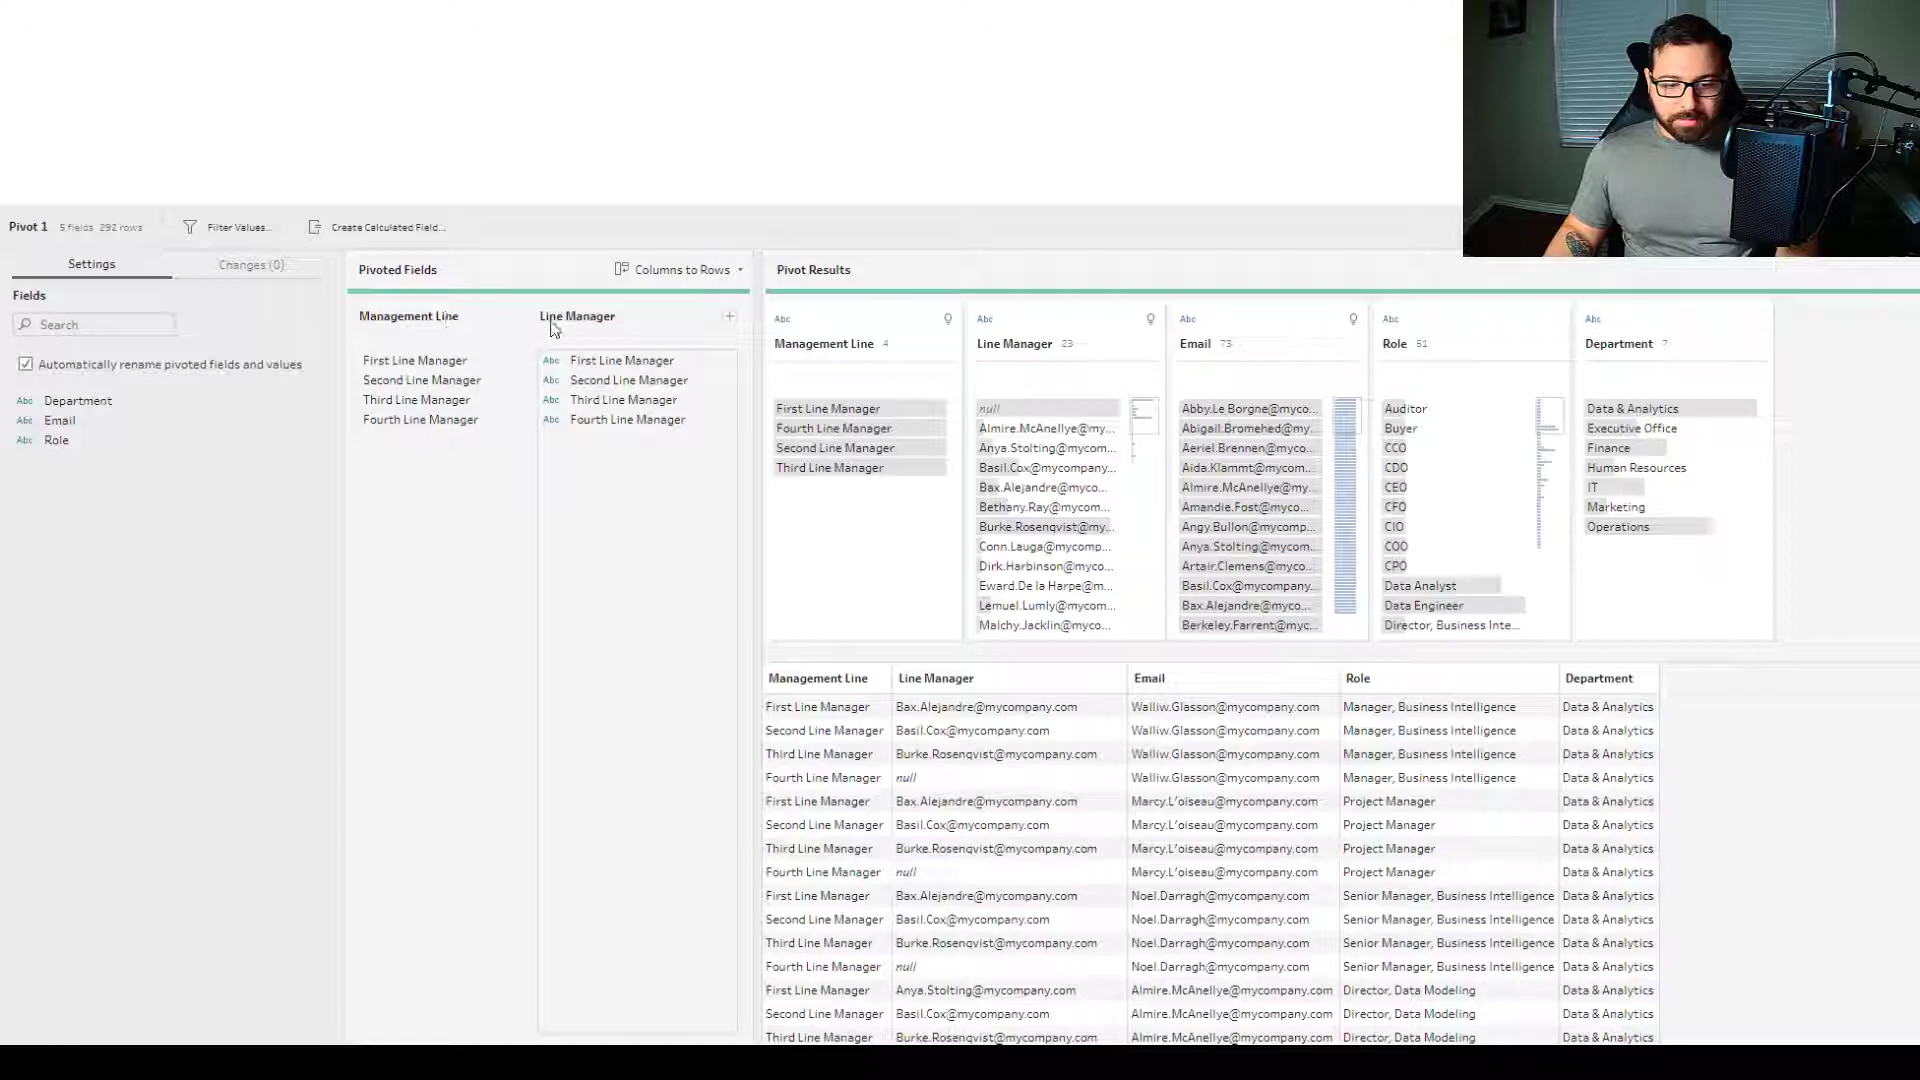 Pivot 1 5 fields 292 rows Filter Values... Create Calculated Field...
Settings Changes (0)
Fields
Search
Automatically rename pivoted fields and values
Abc Department
Abc Email
Abc Role
Pivoted Fields Columns to Rows
Management Line Line Manager
First Line Manager Abc First Line Manager
Second Line Manager Abc Second Line Manager
Third Line Manager Abc Third Line Manager
Fourth Line Manager Abc Fourth Line Manager
Pivot Results
Abc
Management Line 4
First Line Manager
Fourth Line Manager
Second Line Manager
Third Line Manager
Abc
Line Manager 23
null
Almire.McAnellye@my...
Anya.Stolting@mycom...
Basil.Cox@mycompany...
Bax.Alejandre@myco...
Bethany.Ray@mycom...
Burke.Rosenqvist@my...
Conn.Lauga@mycomp...
Dirk.Harbinson@myco...
Eward.De la Harpe@m...
Lemuel.Lumly@mycom...
Malchy.Jacklin@myco...
Abc
Email 73
Abby.Le Borgne@myco...
Abigail.Bromehed@myc...
Aeriel.Brennen@myco...
Aida.Klammt@mycom...
Almire.McAnellye@my...
Amandie.Fost@myco...
Angy.Bullon@mycomp...
Anya.Stolting@mycom...
Artair.Clemens@myco...
Basil.Cox@mycompany...
Bax.Alejandre@myco...
Berkeley.Farrent@myc...
Abc
Role 51
Auditor
Buyer
CCO
CDO
CEO
CFO
CIO
COO
CPO
Data Analyst
Data Engineer
Director, Business Inte...
Abc
Department 7
Data & Analytics
Executive Office
Finance
Human Resources
IT
Marketing
Operations
Management Line Line Manager Email Role Department
First Line Manager Bax.Alejandre@mycompany.com Walliw.Glasson@mycompany.com Manager, Business Intelligence Data & Analytics
Second Line Manager Basil.Cox@mycompany.com Walliw.Glasson@mycompany.com Manager, Business Intelligence Data & Analytics
Third Line Manager Burke.Rosenqvist@mycompany.com Walliw.Glasson@mycompany.com Manager, Business Intelligence Data & Analytics
Fourth Line Manager null Walliw.Glasson@mycompany.com Manager, Business Intelligence Data & Analytics
First Line Manager Bax.Alejandre@mycompany.com Marcy.L'oiseau@mycompany.com Project Manager Data & Analytics
Second Line Manager Basil.Cox@mycompany.com Marcy.L'oiseau@mycompany.com Project Manager Data & Analytics
Third Line Manager Burke.Rosenqvist@mycompany.com Marcy.L'oiseau@mycompany.com Project Manager Data & Analytics
Fourth Line Manager null Marcy.L'oiseau@mycompany.com Project Manager Data & Analytics
First Line Manager Bax.Alejandre@mycompany.com Noel.Darragh@mycompany.com Senior Manager, Business Intelligence Data & Analytics
Second Line Manager Basil.Cox@mycompany.com Noel.Darragh@mycompany.com Senior Manager, Business Intelligence Data & Analytics
Third Line Manager Burke.Rosenqvist@mycompany.com Noel.Darragh@mycompany.com Senior Manager, Business Intelligence Data & Analytics
Fourth Line Manager null Noel.Darragh@mycompany.com Senior Manager, Business Intelligence Data & Analytics
First Line Manager Anya.Stolting@mycompany.com Almire.McAnellye@mycompany.com Director, Data Modeling Data & Analytics
Second Line Manager Basil.Cox@mycompany.com Almire.McAnellye@mycompany.com Director, Data Modeling Data & Analytics
Third Line Manager Burke.Rosenqvist@mycompany.com Almire.McAnellye@mycompany.com Director, Data Modeling Data & Analytics